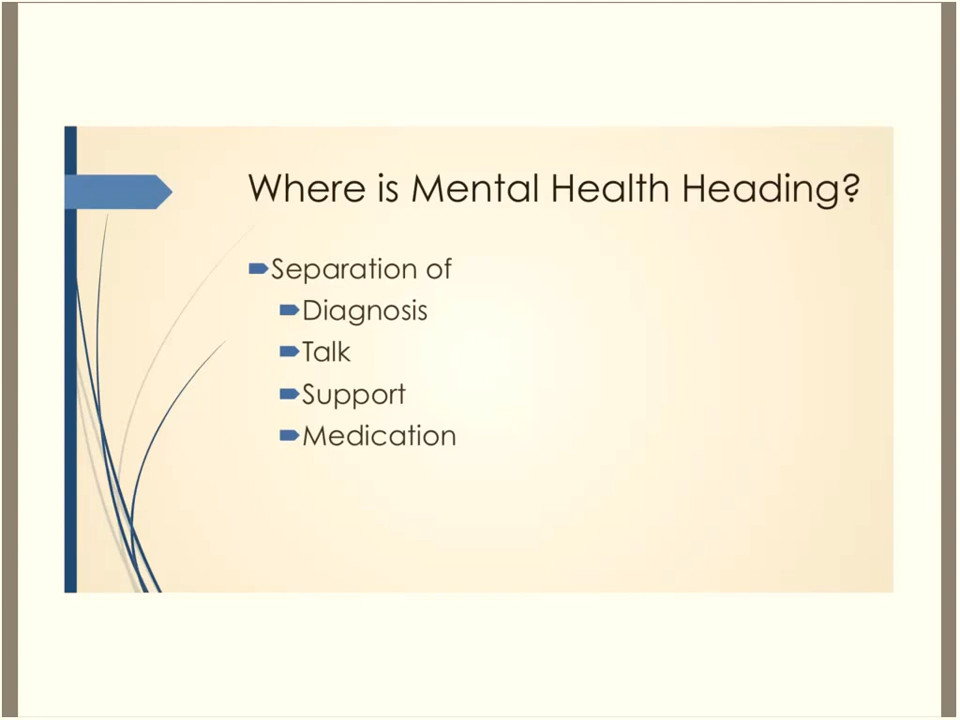 Where is Mental Health Heading?
Separation of
Diagnosis
Talk
Support
Medication